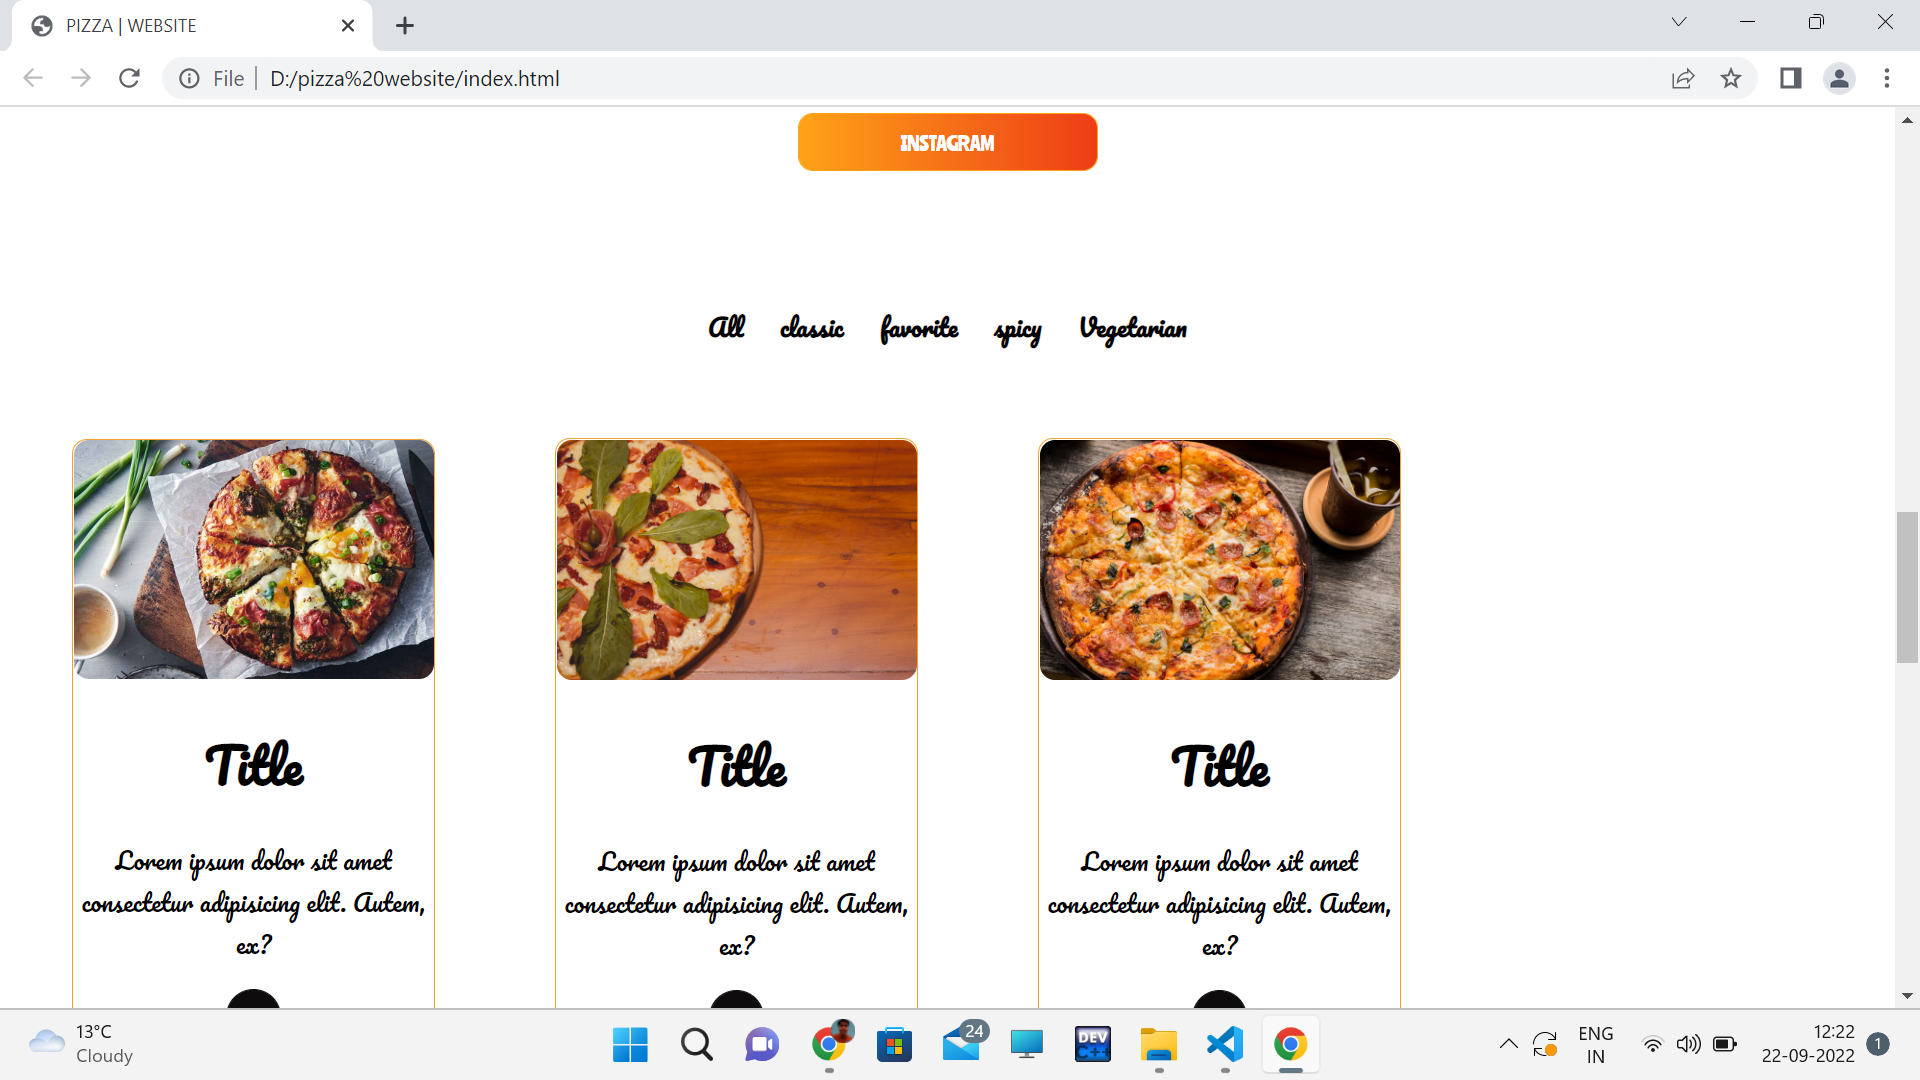 PIZZA | WEBSITE
File
D:/pizza%20website/index.html
INSTAGRAM
All classic favorite spicy Vegetarian
Title
Lorem ipsum dolor sit amet
consectetur adipisicing elit. Autem,
ex?
Title
Lorem ipsum dolor sit amet
consectetur adipisicing elit. Autem,
ex?
Title
Lorem ipsum dolor sit amet
consectetur adipisicing elit. Autem,
ex?
13°C
Cloudy
24
DEV
C++
ENG
IN
12:22
22-09-2022
1